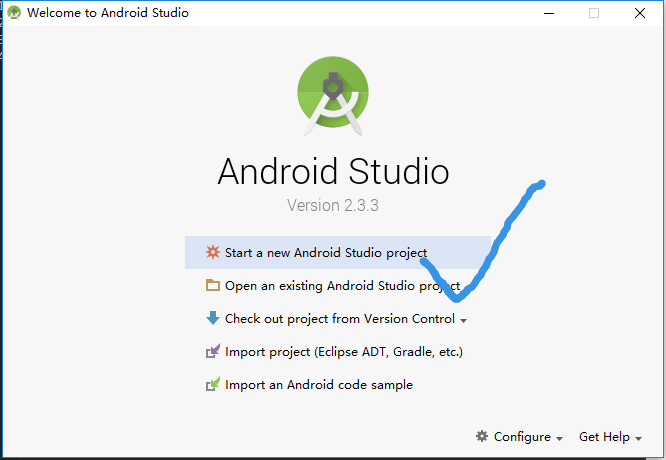 Welcome to Android Studio
Android Studio
Version 2.3.3
Start a new Android Studio project
Open an existing Android Studio project
Check out project from Version Control
Import project (Eclipse ADT, Gradle, etc.)
Import an Android code sample
Configure Get Help